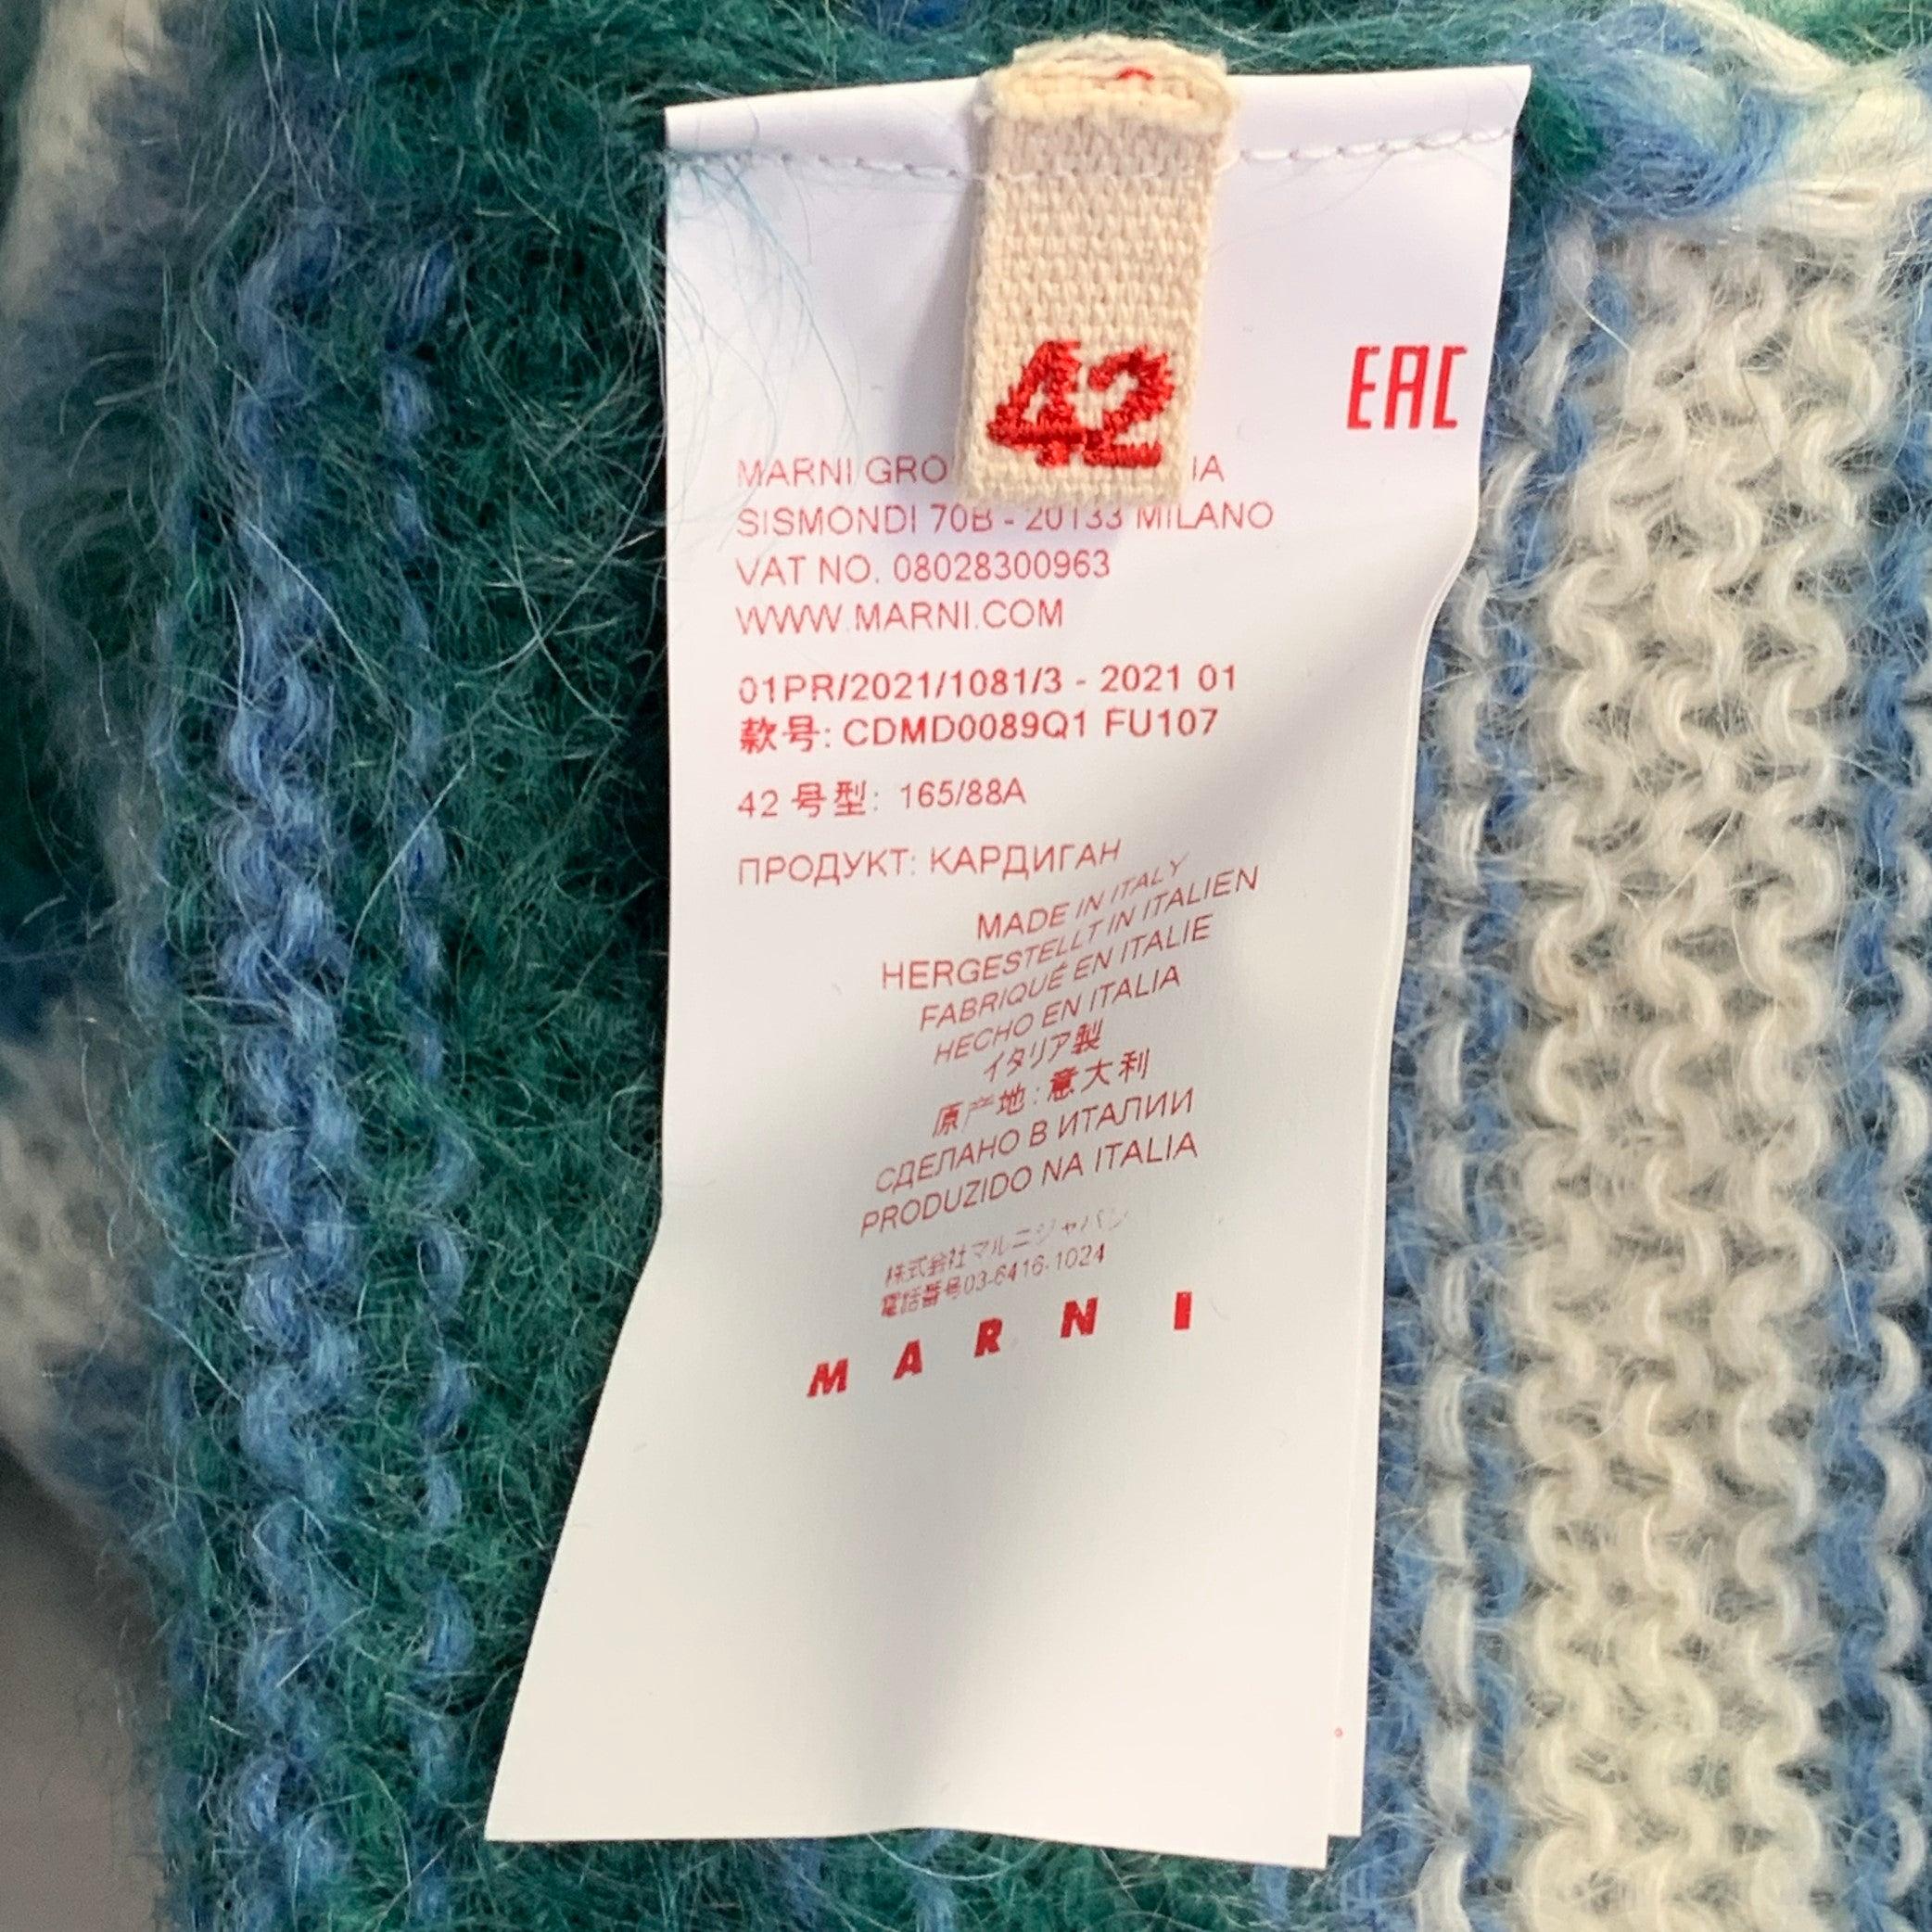 42
EAC
MARNI GRO IA
SISMONDI 70B - 20133 MILANO
VAT NO. 08028300963
WWW.MARNI.COM
01PR/2021/1081/3 - 2021 01
款号: CDMD0089Q1 FU107
42 号型: 165/88A
ПРОДУКТ: КАРДИГАН
MADE IN ITALY
HERGESTELLT IN ITALIEN
FABRIQUÉ EN ITALIE
HECHO EN ITALIA
イタリア製
原产地: 意大利
СДЕЛАНО В ИТАЛИИ
PRODUZIDO NA ITALIA
株式会社マルニジャパン
電話番号03-6416-1024
MARNI